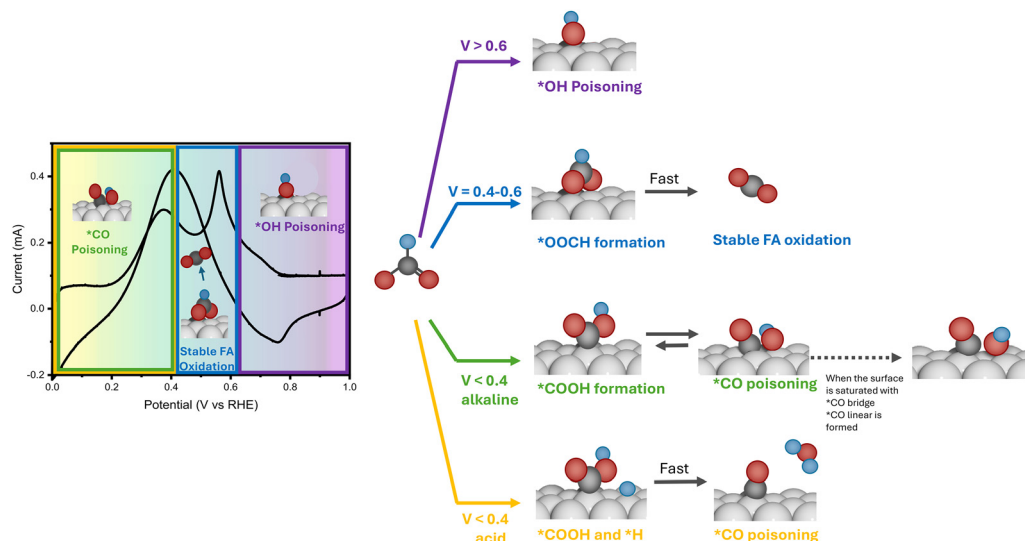 V > 0.6
*OH Poisoning
V = 0.4-0.6
Fast
*OOCH formation
Stable FA oxidation
V < 0.4
alkaline
*COOH formation
*CO poisoning
When the surface
is saturated with
*CO bridge
*CO linear is
formed
V < 0.4
acid
Fast
*COOH and *H
*CO poisoning
Current (mA)
0.4
0.2
0.0
-0.2
*CO
Poisoning
*OH Poisoning
Stable FA
Oxidation
0.0
0.2
0.4
0.6
0.8
1.0
Potential (V vs RHE)